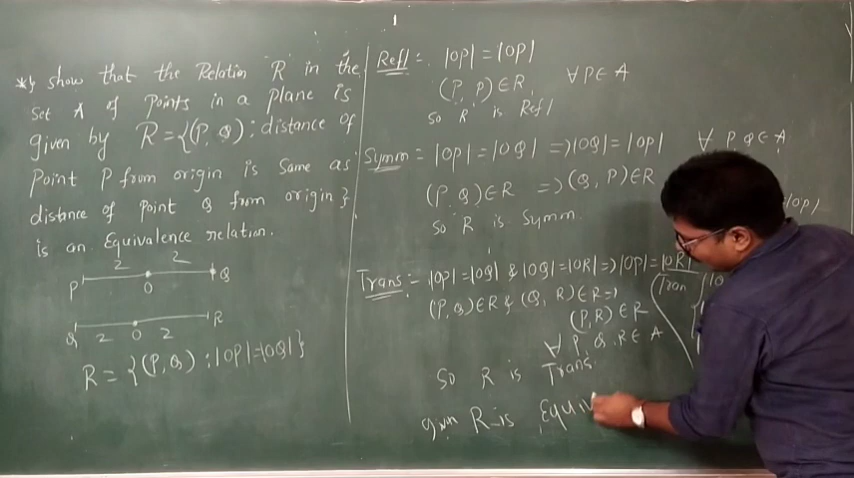 * show that the Relation R in the
Set A of Points in a plane is
given by R = {(P, Q) : distance of
Point P from origin is Same as
distance of Point Q from origin}
is an Equivalence relation.
2 2
P O Q
Q 2 O 2 R
R = {(P, Q) : |OP| = |OQ|}
Refl :- |OP| = |OP|
(P, P) ∈ R, ∀ P ∈ A
So R is Refl
Symm = |OP| = |OQ| => |OQ| = |OP| ∀ P, Q ∈ A
(P, Q) ∈ R => (Q, P) ∈ R
So R is Symm.
|OP|
Trans :- |OP| = |OQ| & |OQ| = |OR| => |OP| = |OR|
(P, Q) ∈ R & (Q, R) ∈ R =>
(P, R) ∈ R
∀ P, Q, R ∈ A
(Tran
So R is Trans.
given R is Equiv